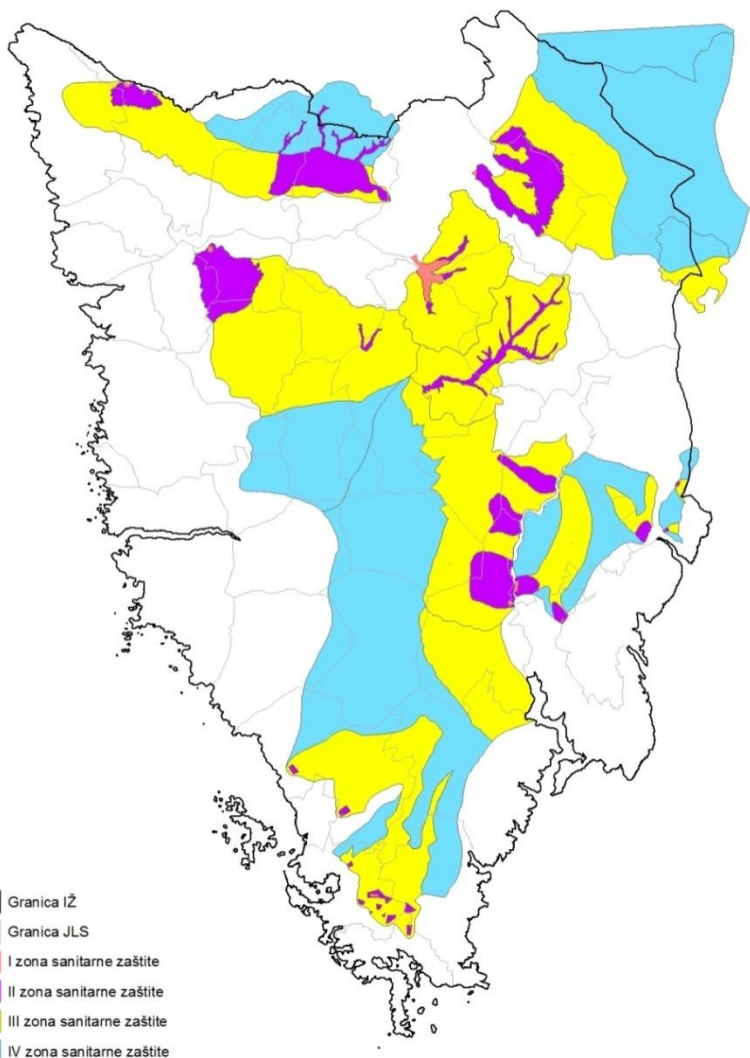 Granica IŽ
Granica JLS
I zona sanitarne zaštite
II zona sanitarne zaštite
III zona sanitarne zaštite
IV zona sanitarne zaštite